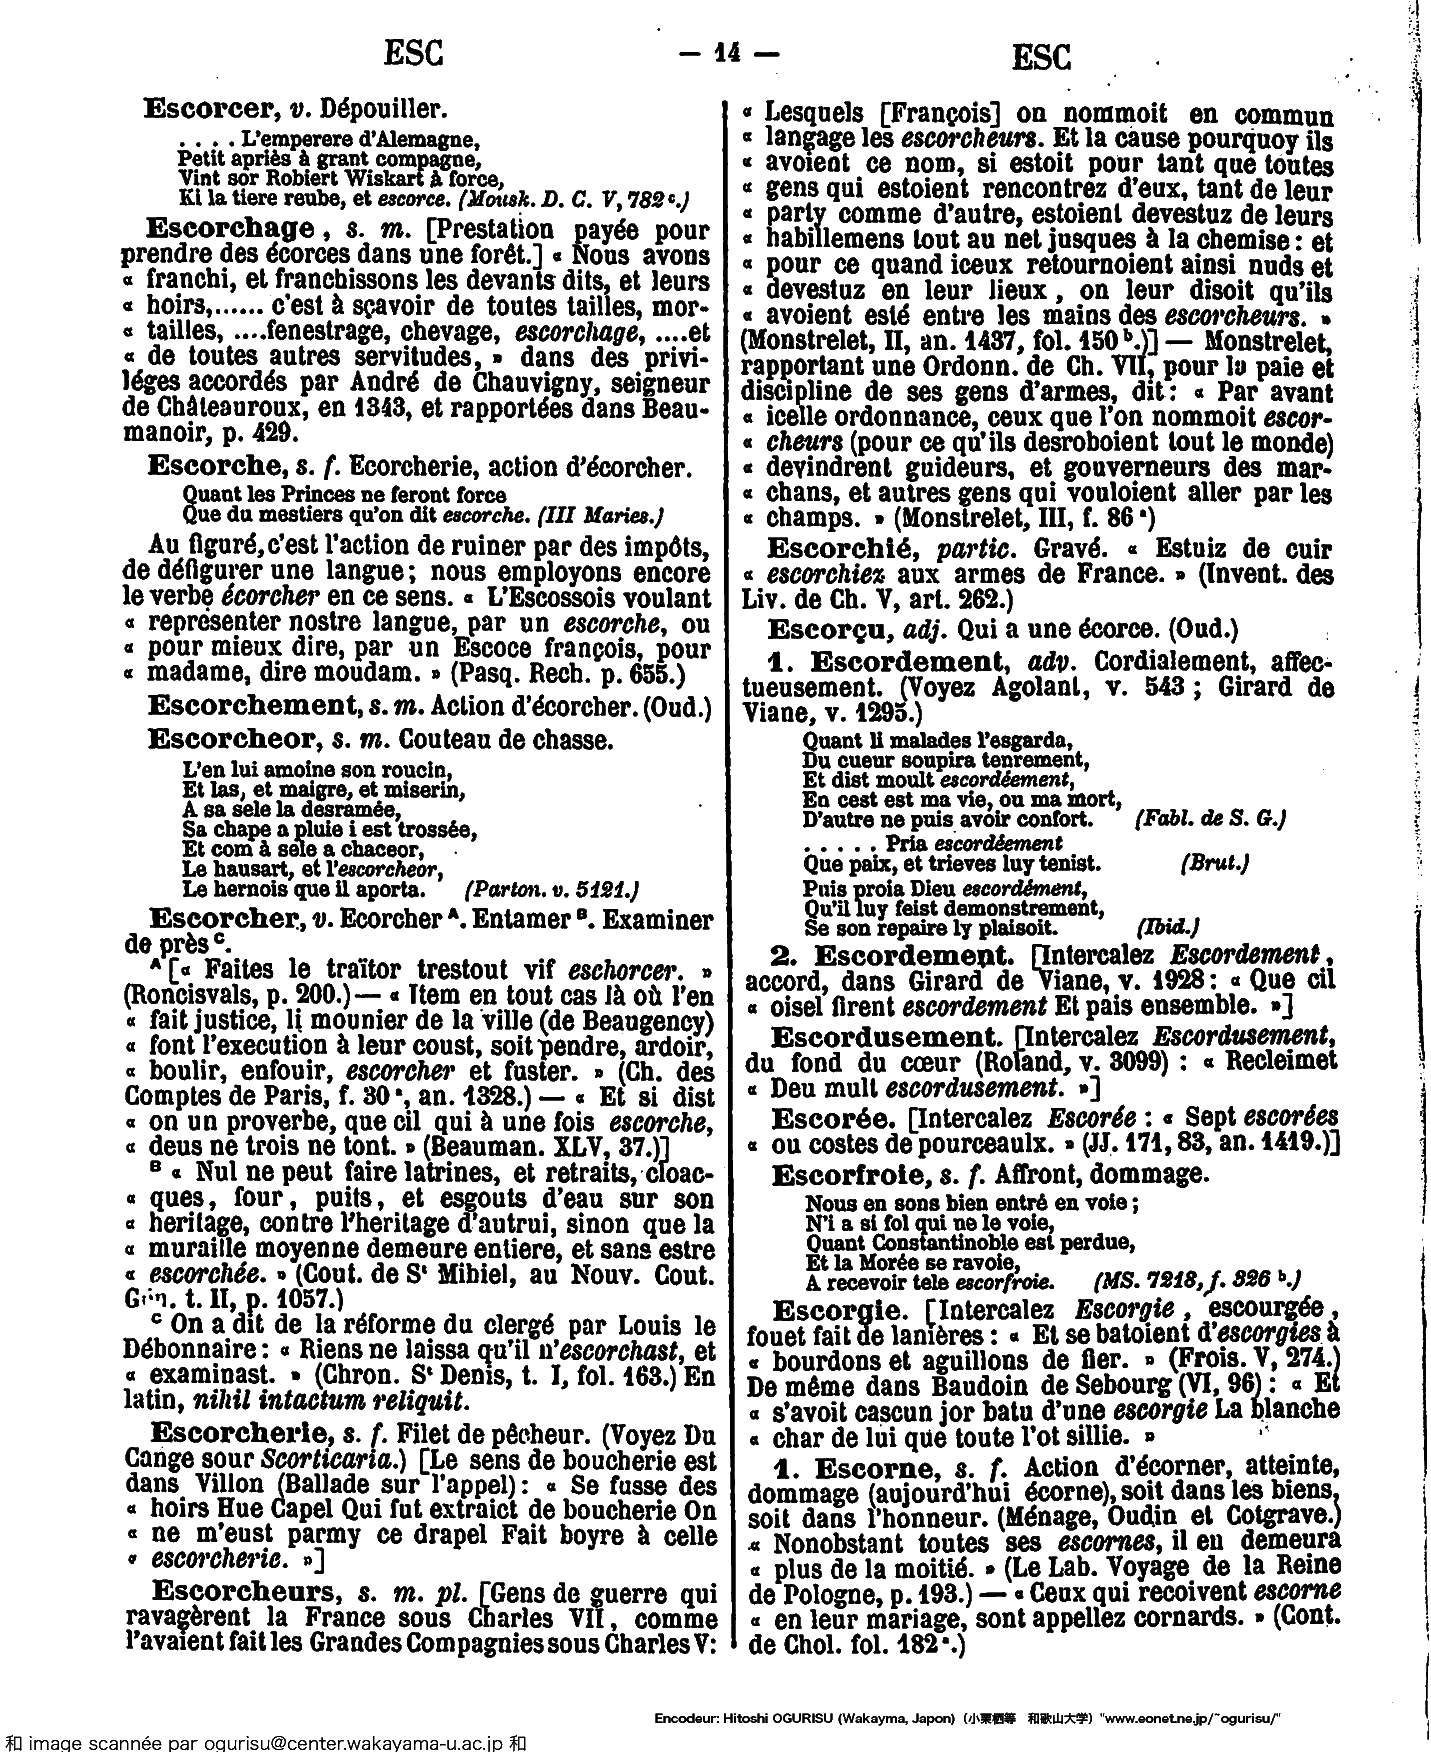 ESC
— 14 —
ESC
Escorcer, v. Dépouiller.
. . . . L'emperere d'Alemagne,
Petit apriès à grant compagne,
Vint sor Robiert Wiskart à force,
Ki la tiere reube, et escorce. (Mousk. D. C. V, 782 c.)
Escorchage, s. m. [Prestation payée pour
prendre des écorces dans une forêt.] « Nous avons
« franchi, et franchissons les devants dits, et leurs
« hoirs,...... c'est à sçavoir de toutes tailles, mor-
« tailles, ....fenestrage, chevage, escorchage, ....et
« de toutes autres servitudes, » dans des privi-
léges accordés par André de Chauvigny, seigneur
de Châteauroux, en 1343, et rapportées dans Beau-
manoir, p. 429.
Escorche, s. f. Ecorcherie, action d'écorcher.
Quant les Princes ne feront force
Que du mestiers qu'on dit escorche. (III Maries.)
Au figuré, c'est l'action de ruiner par des impôts,
de défigurer une langue; nous employons encore
le verbe écorcher en ce sens. « L'Escossois voulant
« representer nostre langue, par un escorche, ou
« pour mieux dire, par un Escoce françois, pour
« madame, dire moudam. » (Pasq. Rech. p. 655.)
Escorchement, s. m. Action d'écorcher. (Oud.)
Escorcheor, s. m. Couteau de chasse.
L'en lui amoine son roucin,
Et las, et maigre, et miserin,
A sa sele la desramée,
Sa chape a pluie i est trossée,
Et com à sele a chaceor,
Le hausart, et l'escorcheor,
Le hernois que il aporta. (Parton. v. 5121.)
Escorcher, v. Ecorcher A. Entamer B. Examiner
de près C.
A [« Faites le traïtor trestout vif eschorcer. »
(Roncisvals, p. 200.) — « Item en tout cas là où l'en
« fait justice, li mounier de la ville (de Beaugency)
« font l'execution à leur coust, soit pendre, ardoir,
« boulir, enfouir, escorcher et fuster. » (Ch. des
Comptes de Paris, f. 30 a, an. 1328.) — « Et si dist
« on un proverbe, que cil qui à une fois escorche,
« deus ne trois ne tont. » (Beauman. XLV, 37.)]
B « Nul ne peut faire latrines, et retraits, cloac-
« ques, four, puits, et esgouts d'eau sur son
« heritage, contre l'heritage d'autrui, sinon que la
« muraille moyenne demeure entiere, et sans estre
« escorchée. » (Cout. de St Mihiel, au Nouv. Cout.
Gén. t. II, p. 1057.)
C On a dit de la réforme du clergé par Louis le
Débonnaire: « Riens ne laissa qu'il n'escorchast, et
« examinast. » (Chron. St Denis, t. I, fol. 163.) En
latin, nihil intactum reliquit.
Escorcherie, s. f. Filet de pêcheur. (Voyez Du
Cange sour Scorticaria.) [Le sens de boucherie est
dans Villon (Ballade sur l'appel): « Se fusse des
« hoirs Hue Capel Qui fut extraict de boucherie On
« ne m'eust parmy ce drapel Fait boyre à celle
« escorcherie. »]
Escorcheurs, s. m. pl. [Gens de guerre qui
ravagèrent la France sous Charles VII, comme
l'avaient fait les Grandes Compagnies sous Charles V:
« Lesquels [François] on nommoit en commun
« langage les escorcheurs. Et la cause pourquoy ils
« avoient ce nom, si estoit pour tant que toutes
« gens qui estoient rencontrez d'eux, tant de leur
« party comme d'autre, estoient devestuz de leurs
« habillemens tout au net jusques à la chemise: et
« pour ce quand iceux retournoient ainsi nuds et
« devestuz en leur lieux, on leur disoit qu'ils
« avoient esté entre les mains des escorcheurs. »
(Monstrelet, II, an. 1437, fol. 150 b.)] — Monstrelet,
rapportant une Ordonn. de Ch. VII, pour la paie et
discipline de ses gens d'armes, dit: « Par avant
« icelle ordonnance, ceux que l'on nommoit escor-
« cheurs (pour ce qu'ils desroboient tout le monde)
« devindrent guideurs, et gouverneurs des mar-
« chans, et autres gens qui vouloient aller par les
« champs. » (Monstrelet, III, f. 86 a)
Escorchié, partic. Gravé. « Estuiz de cuir
« escorchiez aux armes de France. » (Invent. des
Liv. de Ch. V, art. 262.)
Escorçu, adj. Qui a une écorce. (Oud.)
1. Escordement, adv. Cordialement, affec-
tueusement. (Voyez Agolant, v. 543; Girard de
Viane, v. 1295.)
Quant li malades l'esgarda,
Du cueur soupira tenrement,
Et dist moult escordéement,
En cest est ma vie, ou ma mort,
D'autre ne puis avoir confort. (Fabl. de S. G.)
. . . . . Pria escordéement
Que paix, et trieves luy tenist. (Brut.)
Puis proia Dieu escordément,
Qu'il luy feist demonstrement,
Se son repaire ly plaisoit. (Ibid.)
2. Escordement. [Intercalez Escordement,
accord, dans Girard de Viane, v. 1928: « Que cil
« oisel firent escordement Et pais ensemble. »]
Escordusement. [Intercalez Escordusement,
du fond du cœur (Roland, v. 3099) : « Recleimet
« Deu mult escordusement. »]
Escorée. [Intercalez Escorée : « Sept escorées
« ou costes de pourceaulx. » (JJ. 171, 83, an. 1419.)]
Escorfroie, s. f. Affront, dommage.
Nous en sons bien entré en voie;
N'i a si fol qui ne le voie,
Quant Constantinoble est perdue,
Et la Morée se ravoie,
A recevoir tele escorfroie. (MS. 7218, f. 326 b.)
Escorgie. [Intercalez Escorgie, escourgée,
fouet fait de lanières: « Et se batoient d'escorgies à
« bourdons et aguillons de fier. » (Frois. V, 274.)
De même dans Baudoin de Sebourg (VI, 96): « Et
« s'avoit cascun jor batu d'une escorgie La blanche
« char de lui que toute l'ot sillie. »
1. Escorne, s. f. Action d'écorner, atteinte,
dommage (aujourd'hui écorne), soit dans les biens,
soit dans l'honneur. (Ménage, Oudin et Cotgrave.)
« Nonobstant toutes ses escornes, il en demeura
« plus de la moitié. » (Le Lab. Voyage de la Reine
de Pologne, p. 193.) — « Ceux qui reçoivent escorne
« en leur mariage, sont appellez cornards. » (Cont.
de Chol. fol. 182 a.)
Encodeur: Hitoshi OGURISU (Wakayma, Japon) (小栗栖等 和歌山大学) "www.eonet.ne.jp/~ogurisu/"
和 image scannée par ogurisu@center.wakayama-u.ac.jp 和